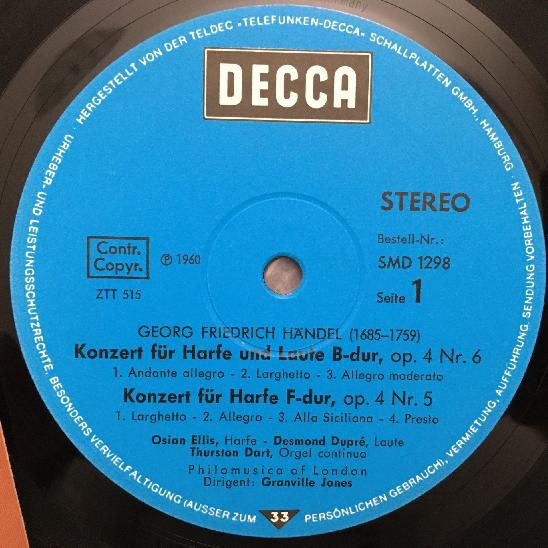 Germany
URHEBER- UND LEISTUNGSSCHUTZRECHTE, BESONDERS VERVIELFÄLTIGUNG (AUSSER ZUM PERSÖNLICHEN GEBRAUCH), VERMIETUNG, AUFFÜHRUNG, SENDUNG VORBEHALTEN ·
HERGESTELLT VON DER TELDEC »TELEFUNKEN-DECCA« SCHALLPLATTEN GMBH., HAMBURG ·
DECCA
STEREO
Bestell-Nr.:
Contr.
Copyr.
℗ 1960
SMD 1298
ZTT 515
Seite 1
GEORG FRIEDRICH HÄNDEL (1685–1759)
Konzert für Harfe und Laute B-dur, op. 4 Nr. 6
1. Andante allegro - 2. Larghetto - 3. Allegro moderato
Konzert für Harfe F-dur, op. 4 Nr. 5
1. Larghetto - 2. Allegro - 3. Alla Siciliana - 4. Presto
Osian Ellis, Harfe - Desmond Dupré, Laute
Thurston Dart, Orgel continuo
Philomusica of London
Dirigent: Granville Jones
33